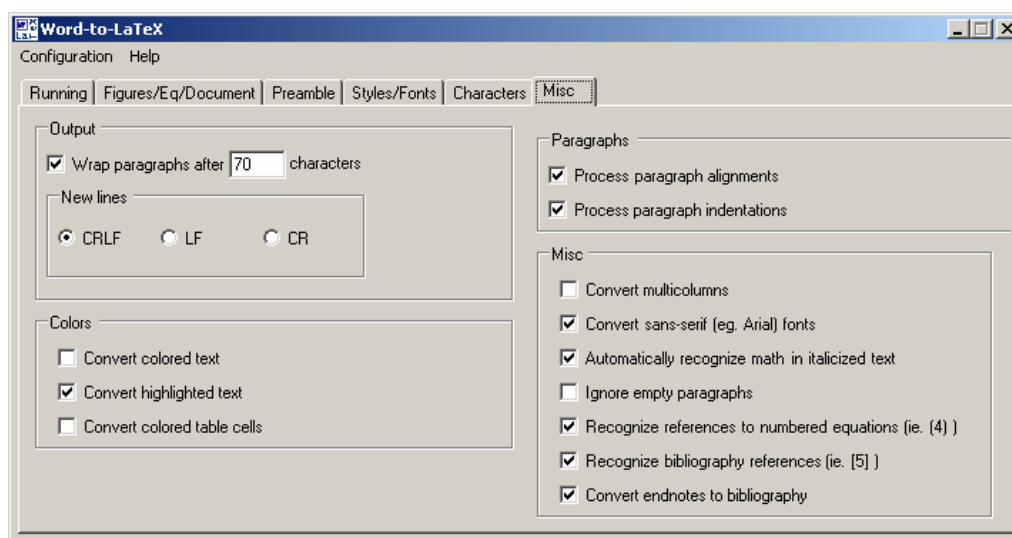 Word-to-LaTeX
Configuration Help
Running Figures/Eq/Document Preamble Styles/Fonts Characters Misc
Output
Wrap paragraphs after 70 characters
New lines
CRLF LF CR
Colors
Convert colored text
Convert highlighted text
Convert colored table cells
Paragraphs
Process paragraph alignments
Process paragraph indentations
Misc
Convert multicolumns
Convert sans-serif (eg. Arial) fonts
Automatically recognize math in italicized text
Ignore empty paragraphs
Recognize references to numbered equations (ie. (4) )
Recognize bibliography references (ie. [5] )
Convert endnotes to bibliography